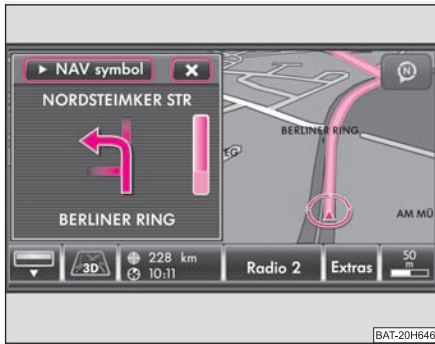 NAV symbol
NORDSTEIMKER STR
BERLINER RING
N
BERLINER RING
EG
AM MÜ
3D
228 km
10:11
Radio 2
Extras
50
m
BAT-20H646